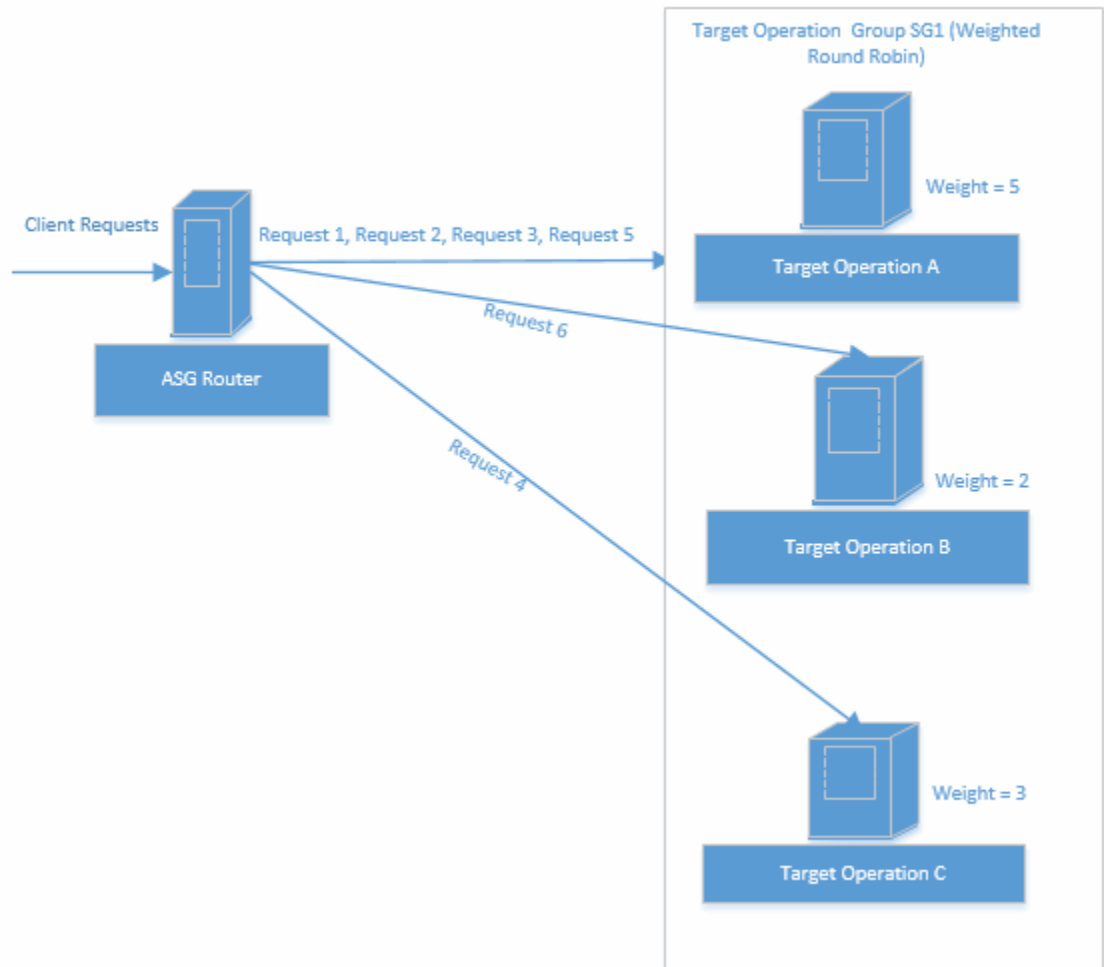 Target Operation Group SG1 (Weighted
Round Robin)
Weight = 5
Client Requests
Request 1, Request 2, Request 3, Request 5
Target Operation A
Request 6
ASG Router
Request 4
Weight = 2
Target Operation B
Weight = 3
Target Operation C